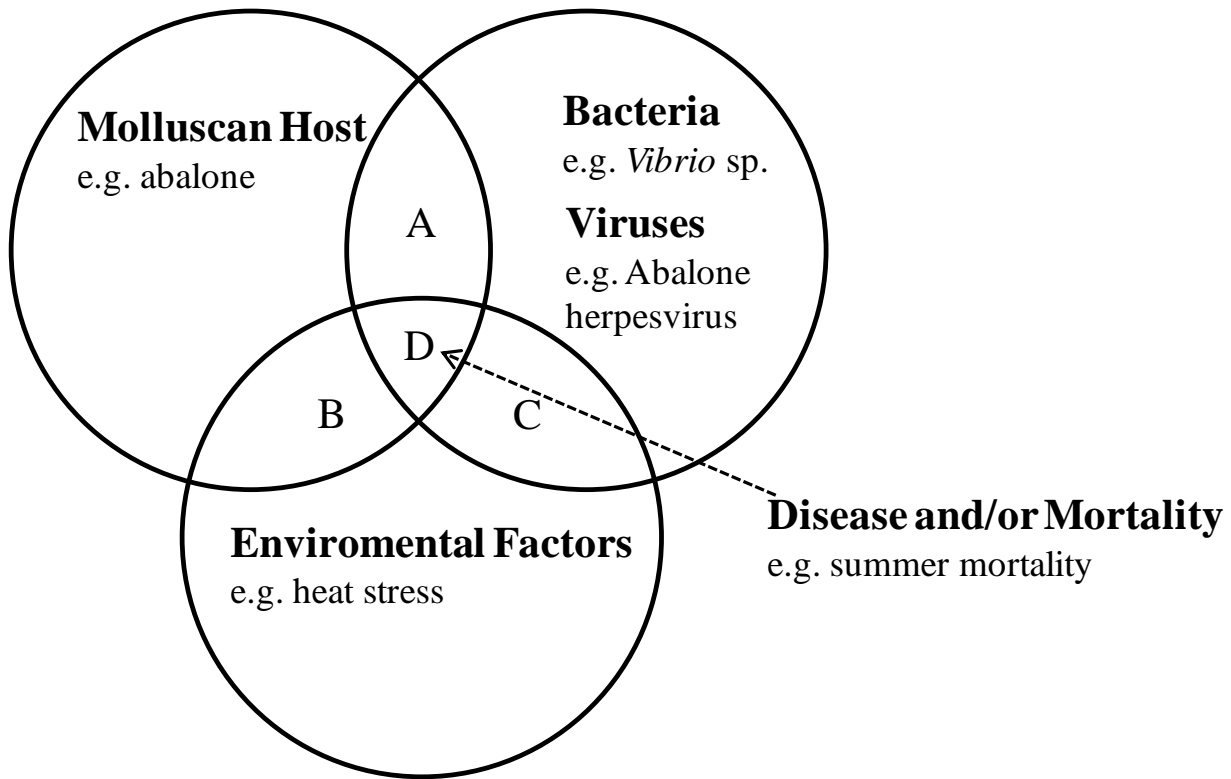 Molluscan Host
e.g. abalone
Bacteria
e.g. Vibrio sp.
Viruses
e.g. Abalone
herpesvirus
A
D
B
C
Enviromental Factors
e.g. heat stress
Disease and/or Mortality
e.g. summer mortality